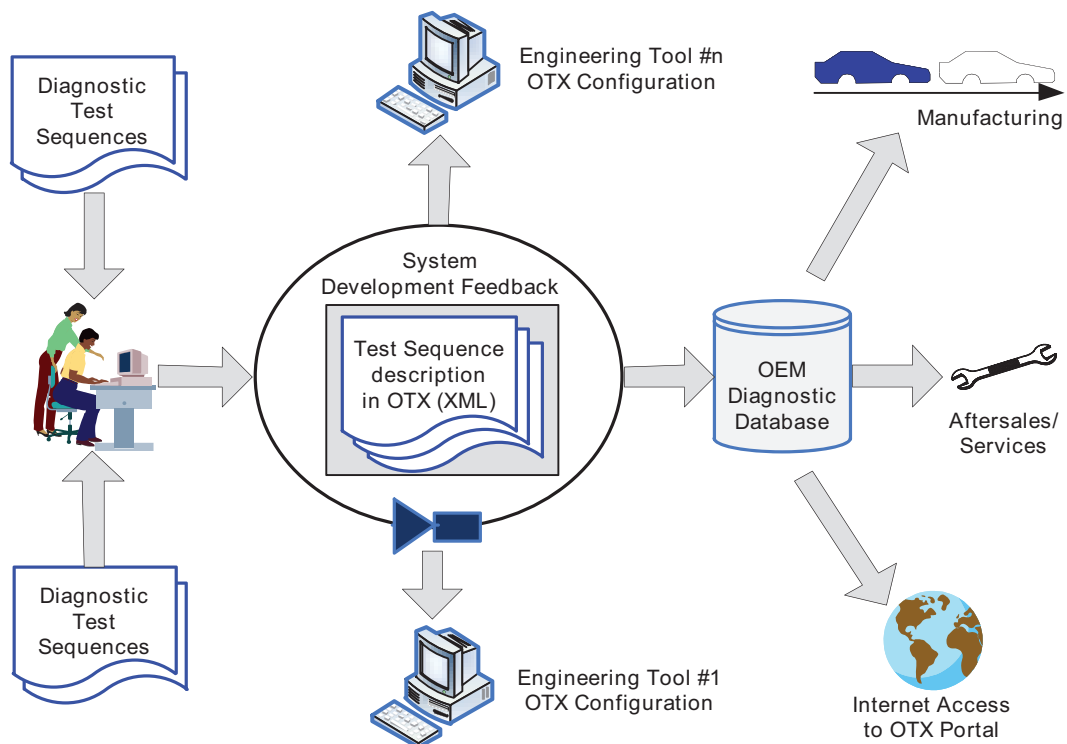 Diagnostic
Test
Sequences
Engineering Tool #n
OTX Configuration
Manufacturing
System
Development Feedback
Test Sequence
description
in OTX (XML)
OEM
Diagnostic
Database
Aftersales/
Services
Diagnostic
Test
Sequences
Engineering Tool #1
OTX Configuration
Internet Access
to OTX Portal